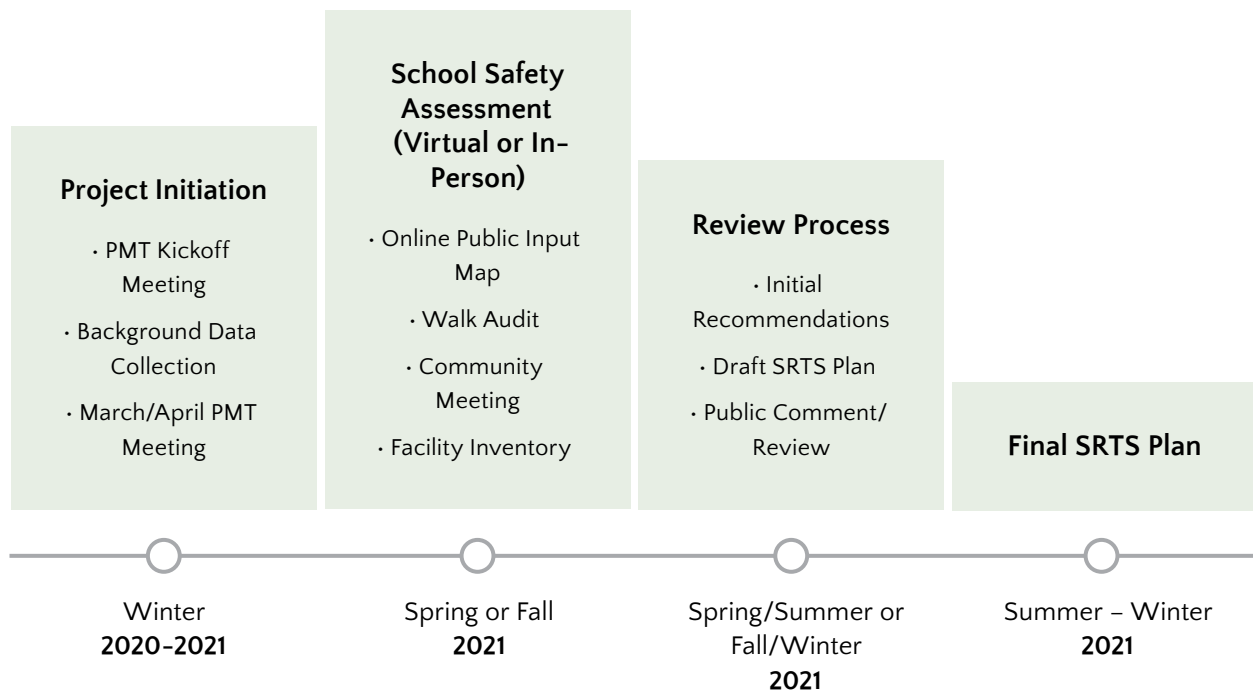 Project Initiation
· PMT Kickoff
Meeting
· Background Data
Collection
· March/April PMT
Meeting
School Safety
Assessment
(Virtual or In-
Person)
· Online Public Input
Map
· Walk Audit
· Community
Meeting
· Facility Inventory
Review Process
· Initial
Recommendations
· Draft SRTS Plan
· Public Comment/
Review
Final SRTS Plan
Winter
2020-2021
Spring or Fall
2021
Spring/Summer or
Fall/Winter
2021
Summer – Winter
2021